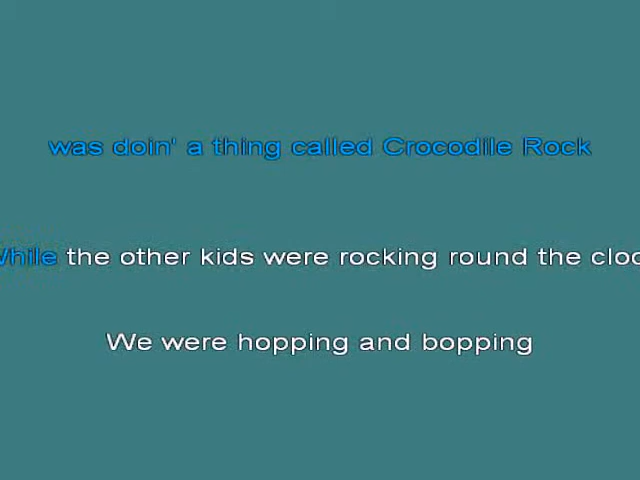 was doin' a thing called Crocodile Rock
While the other kids were rocking round the cloc
We were hopping and bopping